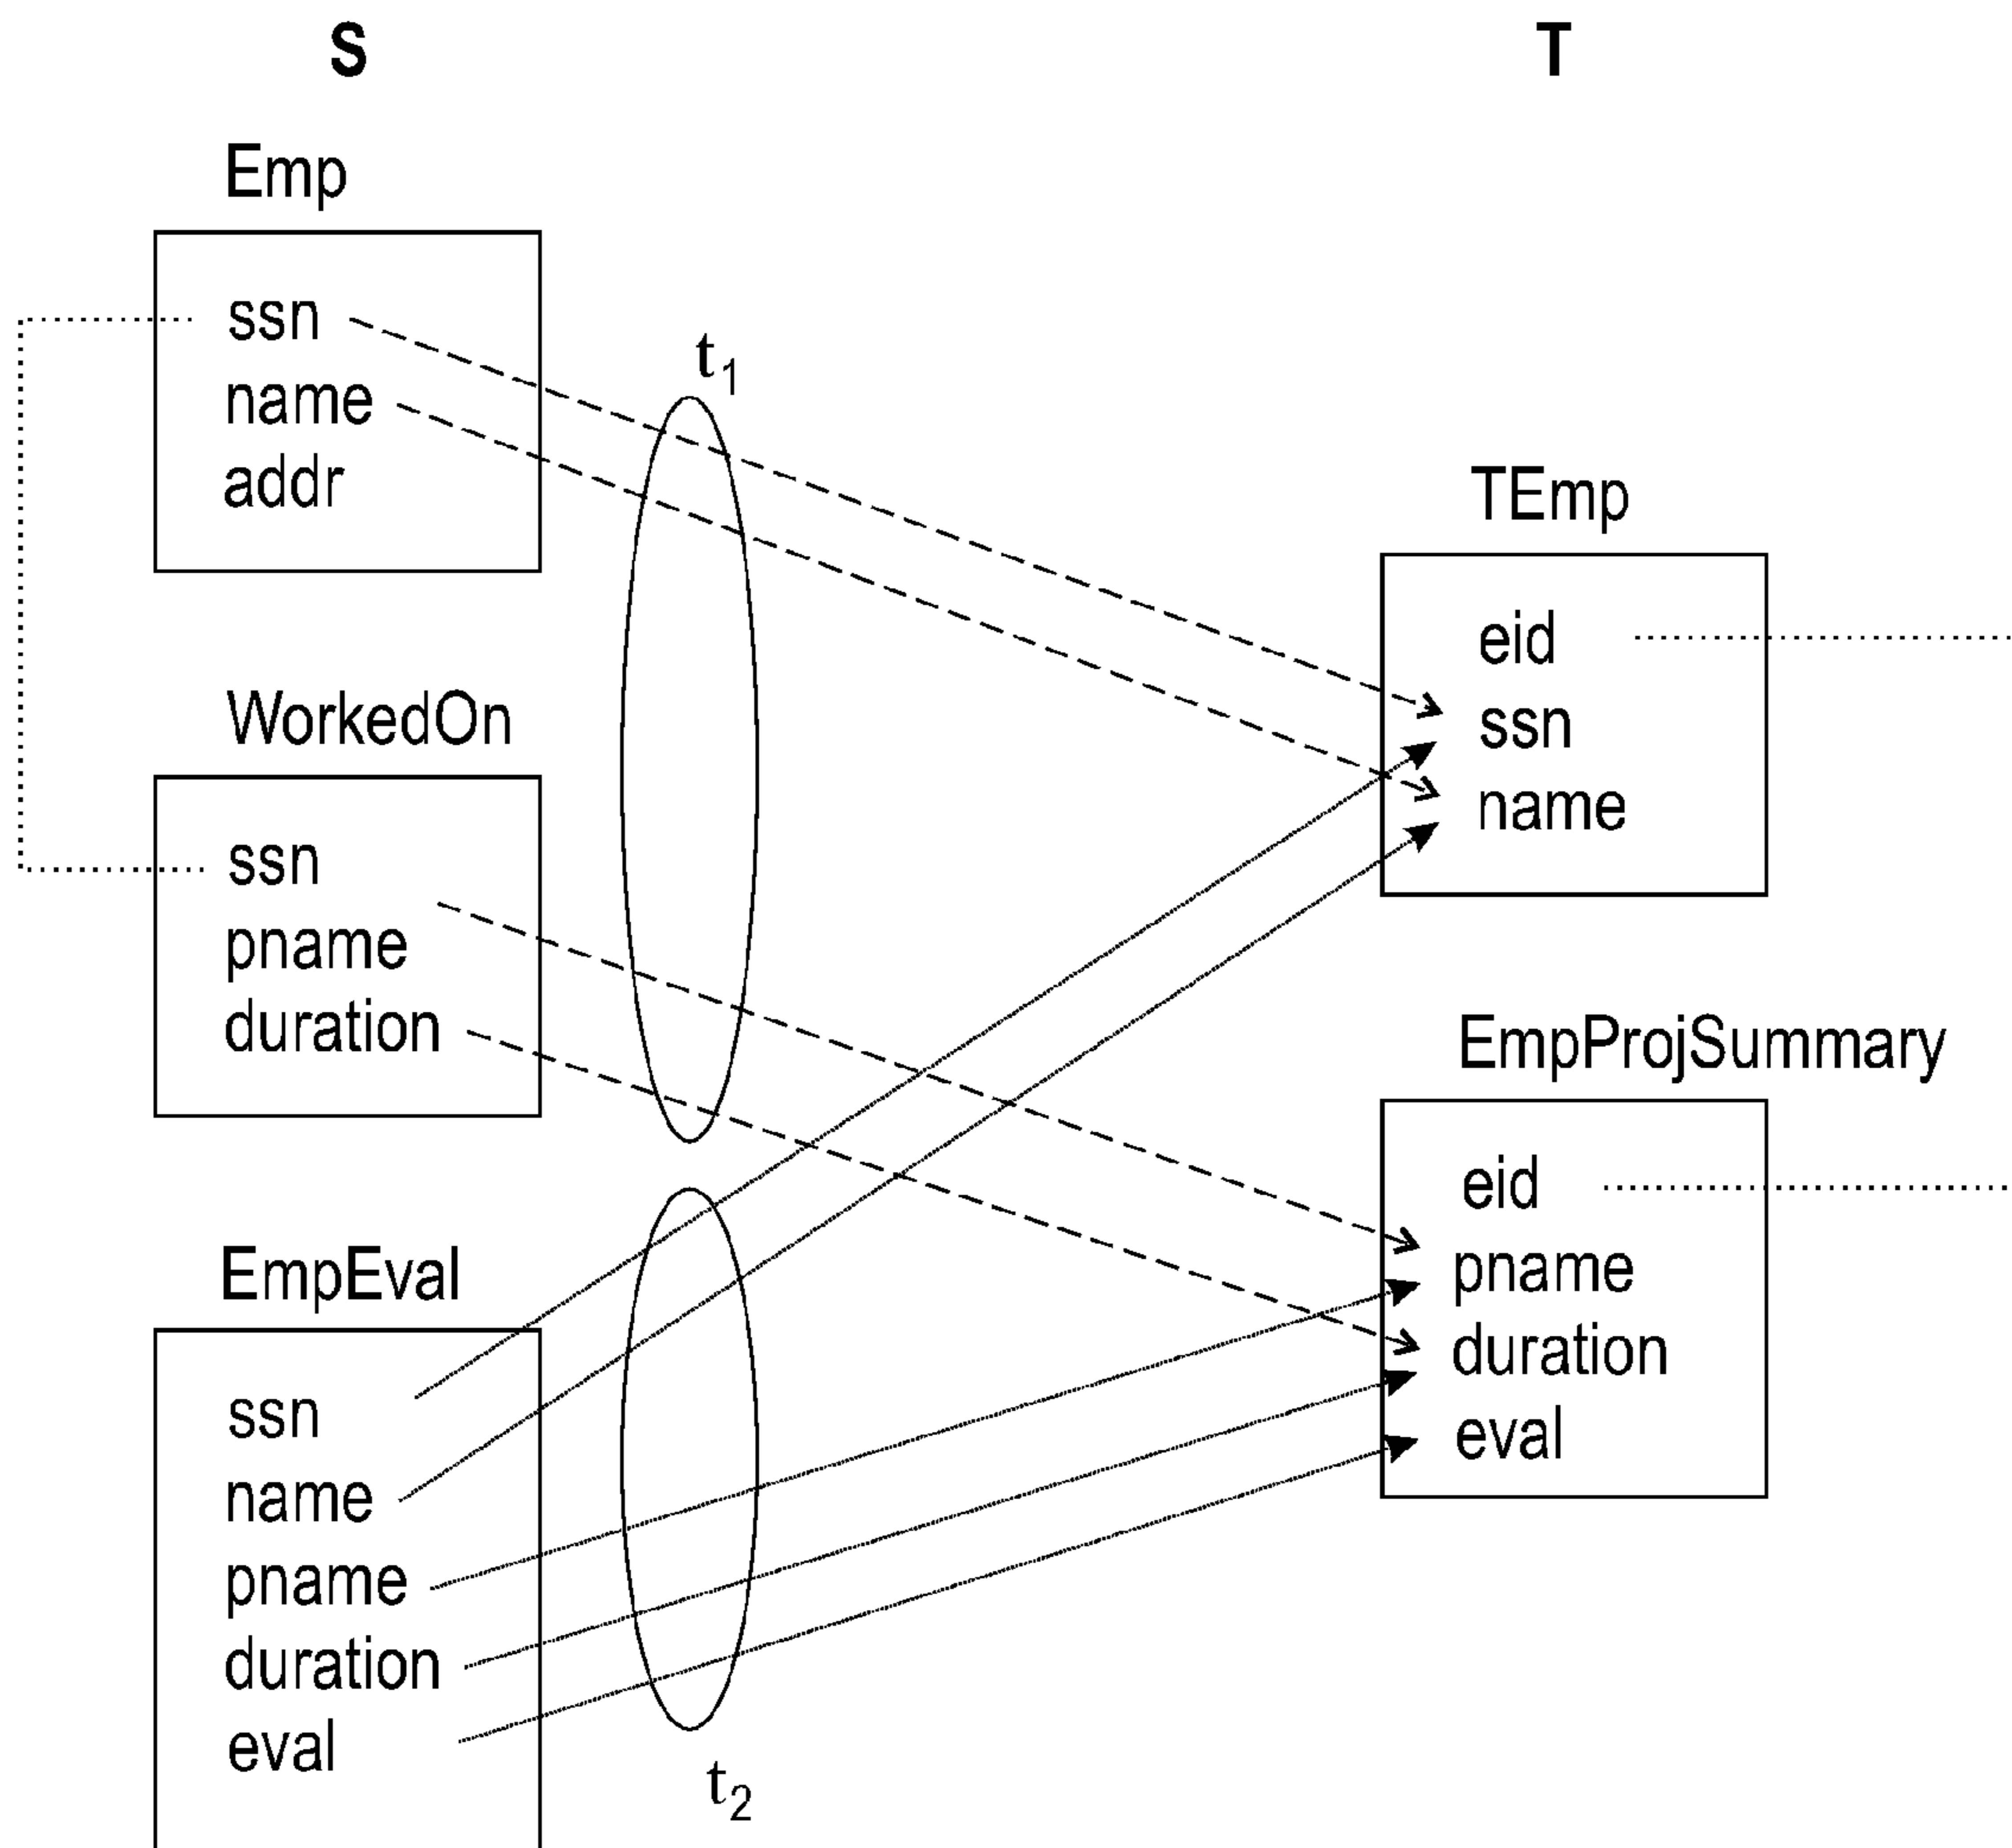 S
T
Emp
ssn
name
addr
t1
WorkedOn
ssn
pname
duration
EmpEval
ssn
name
pname
duration
eval
t2
TEmp
eid
ssn
name
EmpProjSummary
eid
pname
duration
eval